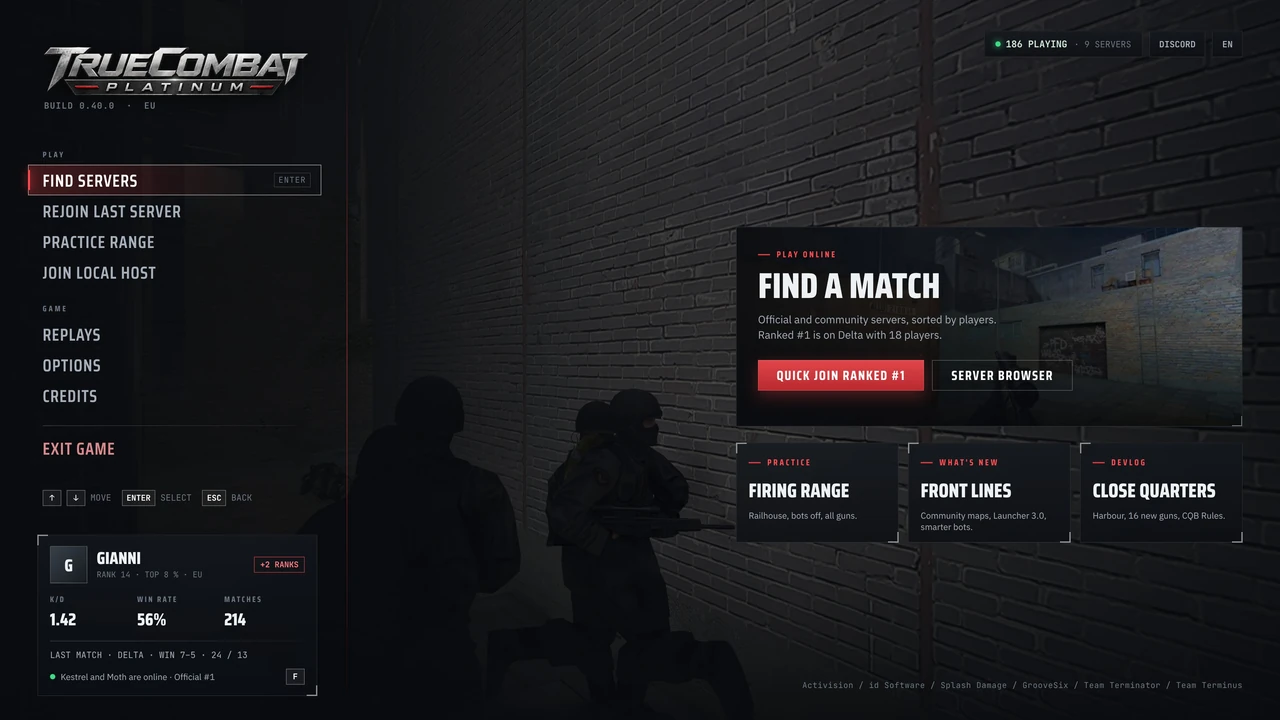 TRUECOMBAT
PLATINUM
BUILD 0.40.0 · EU
186 PLAYING · 9 SERVERS
DISCORD
EN
PLAY
FIND SERVERS
ENTER
REJOIN LAST SERVER
PRACTICE RANGE
JOIN LOCAL HOST
GAME
REPLAYS
OPTIONS
CREDITS
EXIT GAME
↑ ↓ MOVE ENTER SELECT ESC BACK
G
GIANNI
RANK 14 · TOP 8 % · EU
+2 RANKS
K/D WIN RATE MATCHES
1.42 56% 214
LAST MATCH · DELTA · WIN 7–5 · 24 / 13
Kestrel and Moth are online · Official #1
F
PLAY ONLINE
FIND A MATCH
Official and community servers, sorted by players.
Ranked #1 is on Delta with 18 players.
QUICK JOIN RANKED #1
SERVER BROWSER
PRACTICE
FIRING RANGE
Railhouse, bots off, all guns.
WHAT'S NEW
FRONT LINES
Community maps, Launcher 3.0,
smarter bots.
DEVLOG
CLOSE QUARTERS
Harbour, 16 new guns, CQB Rules.
Activision / id Software / Splash Damage / GrooveSix / Team Terminator / Team Terminus